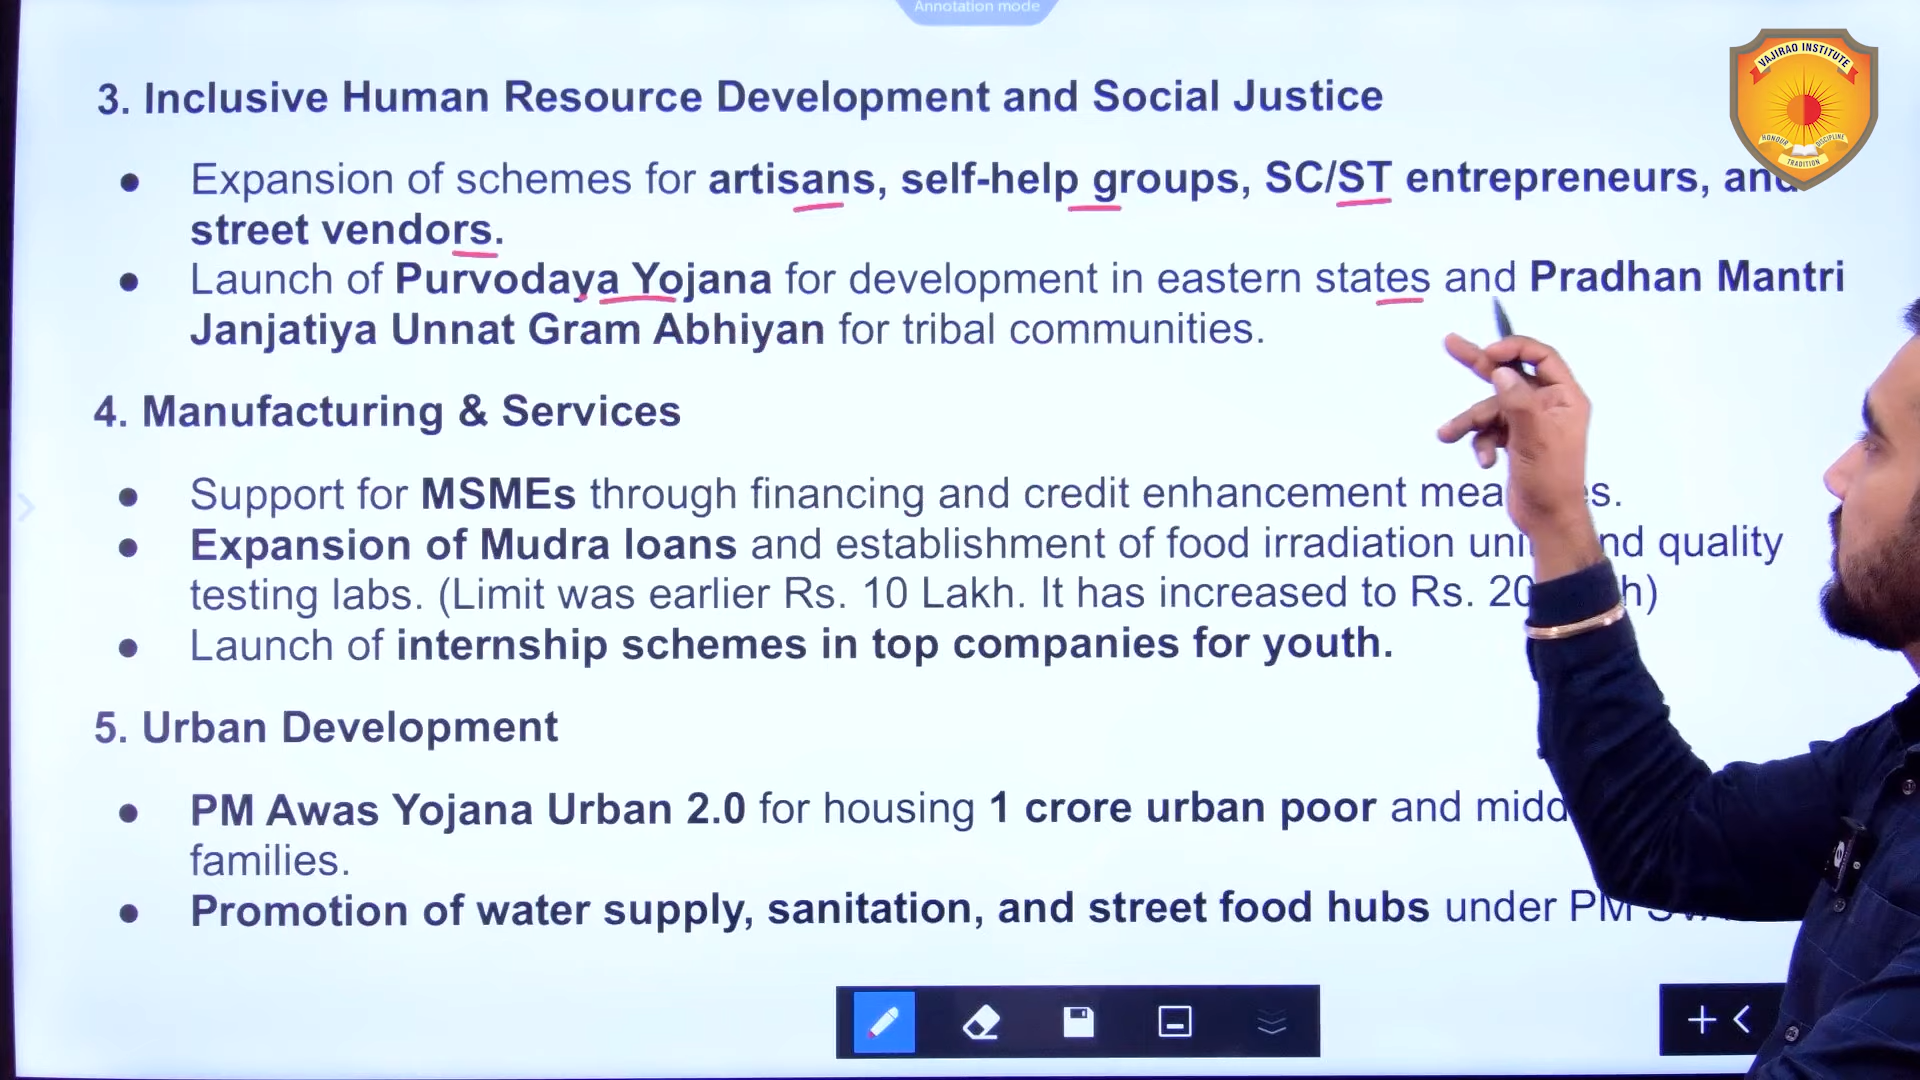 Annotation mode
VAJIRAO INSTITUTE
HONOUR
DISCIPLINE
TRADITION
3. Inclusive Human Resource Development and Social Justice
● Expansion of schemes for artisans, self-help groups, SC/ST entrepreneurs, and
street vendors.
● Launch of Purvodaya Yojana for development in eastern states and Pradhan Mantri
Janjatiya Unnat Gram Abhiyan for tribal communities.
4. Manufacturing & Services
● Support for MSMEs through financing and credit enhancement
● Expansion of Mudra loans and establishment of food irradiation quality
testing labs. (Limit was earlier Rs. 10 Lakh. It has increased to Rs. 20
● Launch of internship schemes in top companies for youth.
5. Urban Development
● PM Awas Yojana Urban 2.0 for housing 1 crore urban poor and
families.
● Promotion of water supply, sanitation, and street food hubs under PM